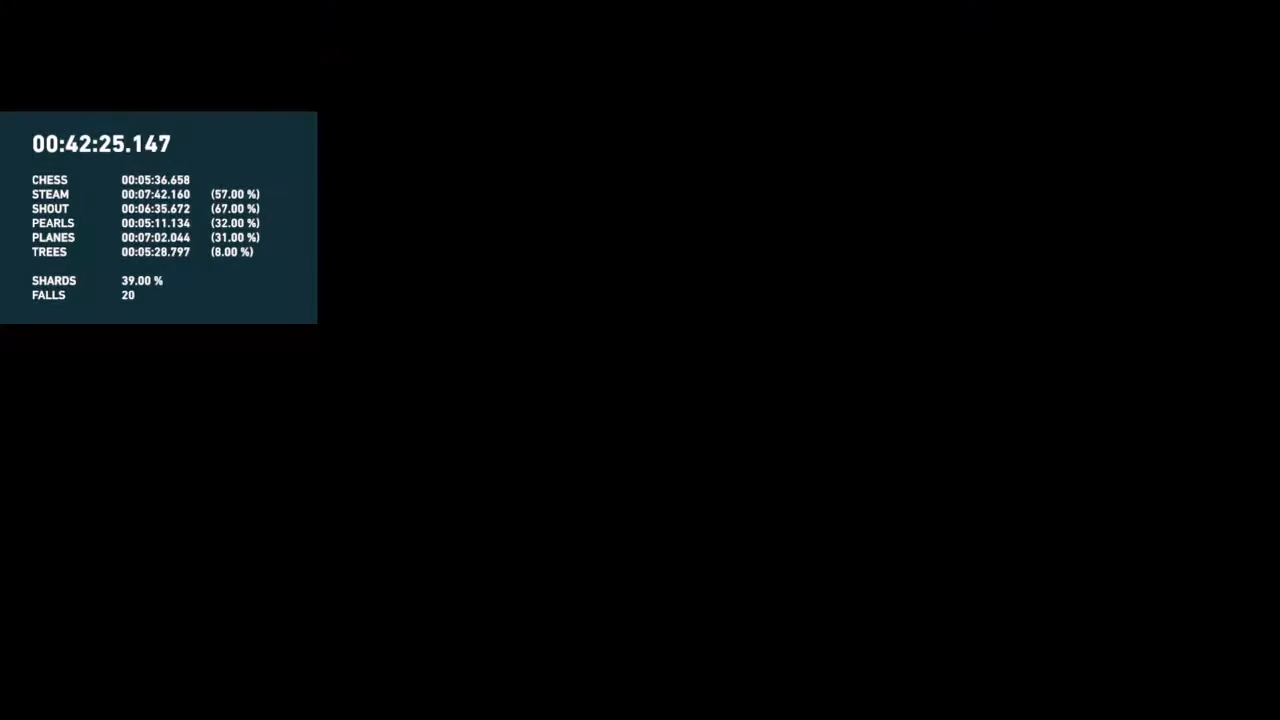 00:42:25.147
CHESS 00:05:36.658
STEAM 00:07:42.160 (57.00 %)
SHOUT 00:06:35.672 (67.00 %)
PEARLS 00:05:11.134 (32.00 %)
PLANES 00:07:02.044 (31.00 %)
TREES 00:05:28.797 (8.00 %)
SHARDS 39.00 %
FALLS 20